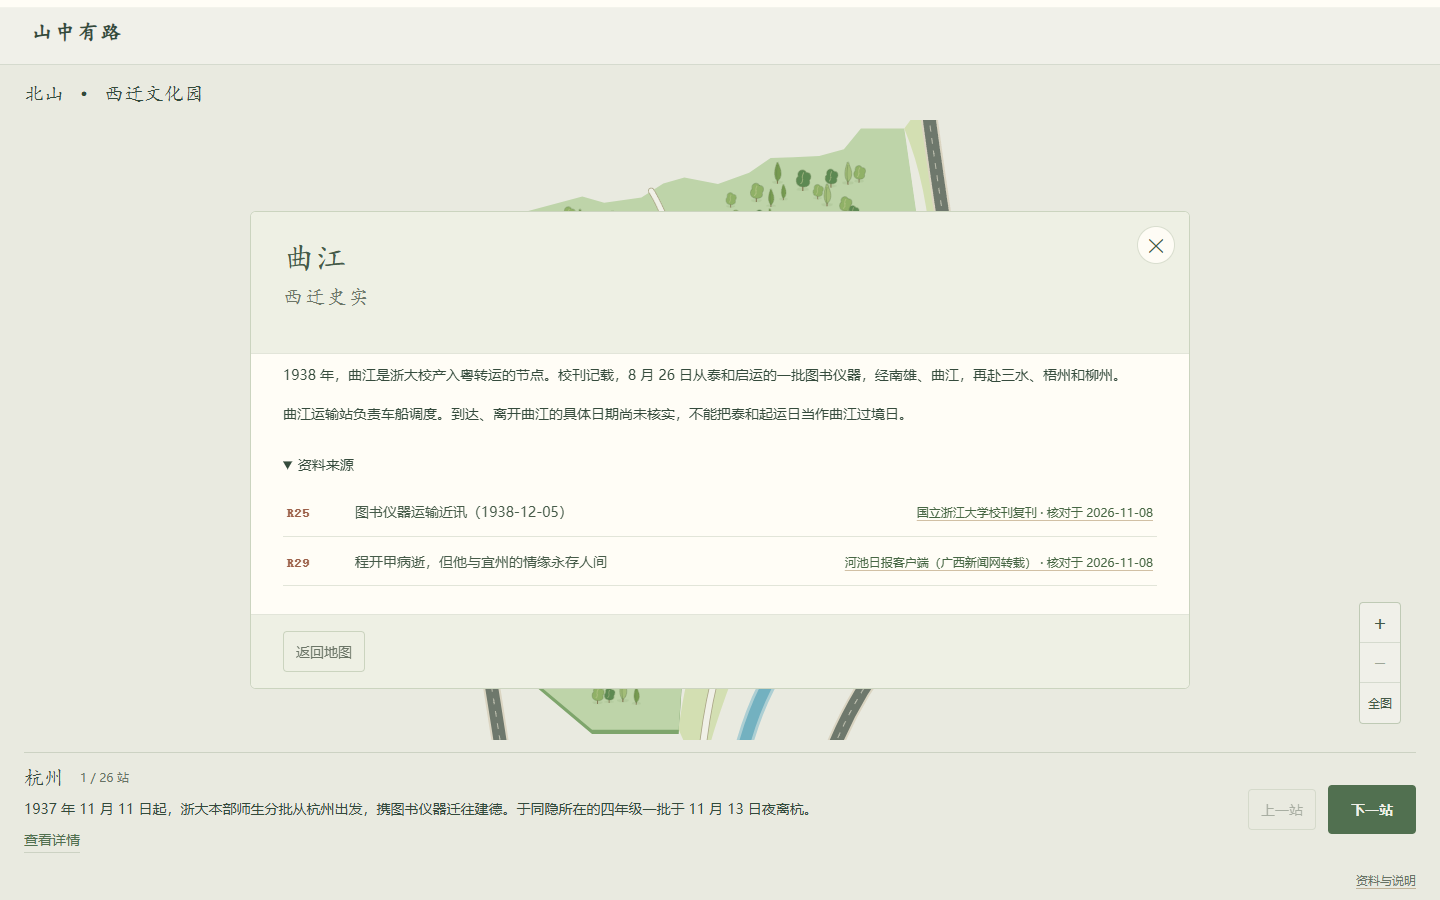 山中有路
北山 • 西迁文化园
曲江
西迁史实
1938 年，曲江是浙大校产入粤转运的节点。校刊记载，8 月 26 日从泰和启运的一批图书仪器，经南雄、曲江，再赴三水、梧州和柳州。
曲江运输站负责车船调度。到达、离开曲江的具体日期尚未核实，不能把泰和起运日当作曲江过境日。
▼ 资料来源
R25 图书仪器运输近讯（1938-12-05） 国立浙江大学校刊复刊 · 核对于 2026-11-08
R29 程开甲病逝，但他与宜州的情缘永存人间 河池日报客户端（广西新闻网转载） · 核对于 2026-11-08
返回地图
+
−
全图
杭州 1 / 26 站
1937 年 11 月 11 日起，浙大本部师生分批从杭州出发，携图书仪器迁往建德。于同隐所在的四年级一批于 11 月 13 日夜离杭。
查看详情
上一站 下一站
资料与说明